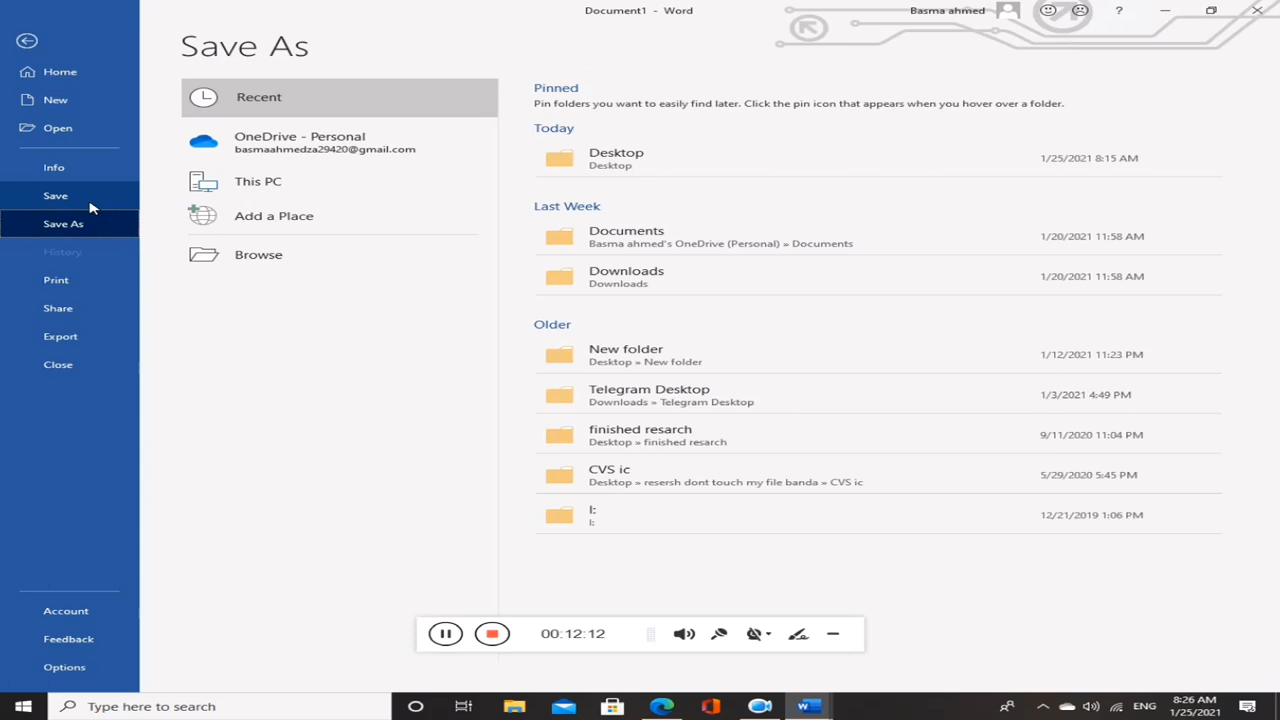 Document1 - Word
Basma ahmed
?
Home
New
Open
Info
Save
Save As
History
Print
Share
Export
Close
Account
Feedback
Options
Save As
Recent
OneDrive - Personal
basmaahmedza29420@gmail.com
This PC
Add a Place
Browse
Pinned
Pin folders you want to easily find later. Click the pin icon that appears when you hover over a folder.
Today
Desktop
Desktop
1/25/2021 8:15 AM
Last Week
Documents
Basma ahmed's OneDrive (Personal) » Documents
1/20/2021 11:58 AM
Downloads
Downloads
1/20/2021 11:58 AM
Older
New folder
Desktop » New folder
1/12/2021 11:23 PM
Telegram Desktop
Downloads » Telegram Desktop
1/3/2021 4:49 PM
finished resarch
Desktop » finished resarch
9/11/2020 11:04 PM
CVS ic
Desktop » resersh dont touch my file banda » CVS ic
5/29/2020 5:45 PM
I:
I:
12/21/2019 1:06 PM
00:12:12
Type here to search
ENG
8:26 AM
1/25/2021